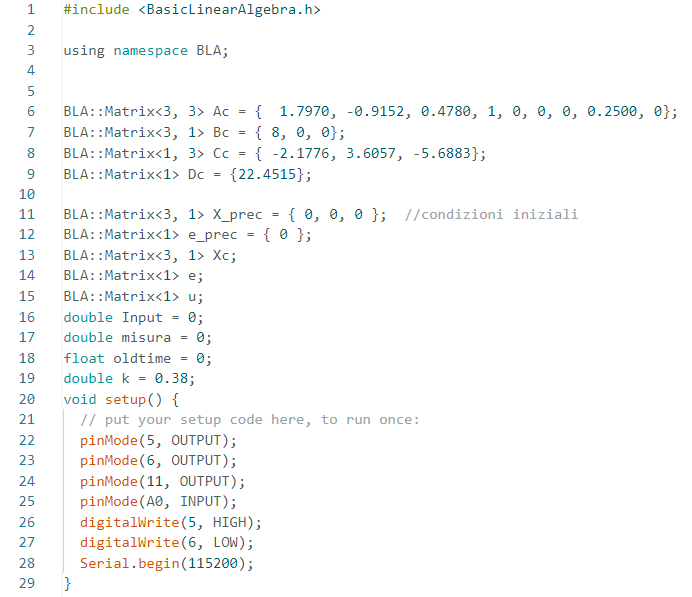 1 #include <BasicLinearAlgebra.h>
2
3 using namespace BLA;
4
5
6 BLA::Matrix<3, 3> Ac = {  1.7970, -0.9152, 0.4780, 1, 0, 0, 0, 0.2500, 0};
7 BLA::Matrix<3, 1> Bc = { 8, 0, 0};
8 BLA::Matrix<1, 3> Cc = { -2.1776, 3.6057, -5.6883};
9 BLA::Matrix<1> Dc = {22.4515};
10
11 BLA::Matrix<3, 1> X_prec = { 0, 0, 0 };  //condizioni iniziali
12 BLA::Matrix<1> e_prec = { 0 };
13 BLA::Matrix<3, 1> Xc;
14 BLA::Matrix<1> e;
15 BLA::Matrix<1> u;
16 double Input = 0;
17 double misura = 0;
18 float oldtime = 0;
19 double k = 0.38;
20 void setup() {
21   // put your setup code here, to run once:
22   pinMode(5, OUTPUT);
23   pinMode(6, OUTPUT);
24   pinMode(11, OUTPUT);
25   pinMode(A0, INPUT);
26   digitalWrite(5, HIGH);
27   digitalWrite(6, LOW);
28   Serial.begin(115200);
29 }